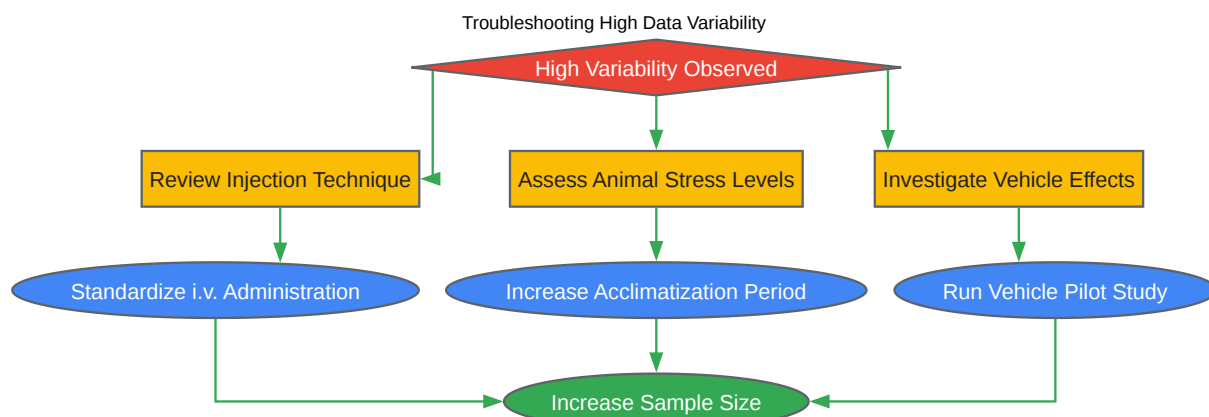 Troubleshooting High Data Variability
High Variability Observed
Review Injection Technique
Assess Animal Stress Levels
Investigate Vehicle Effects
Standardize i.v. Administration
Increase Acclimatization Period
Run Vehicle Pilot Study
Increase Sample Size